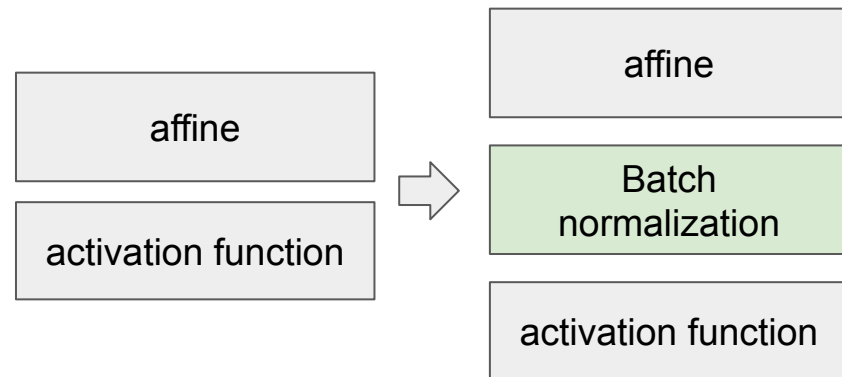 affine
activation function
affine
Batch
normalization
activation function